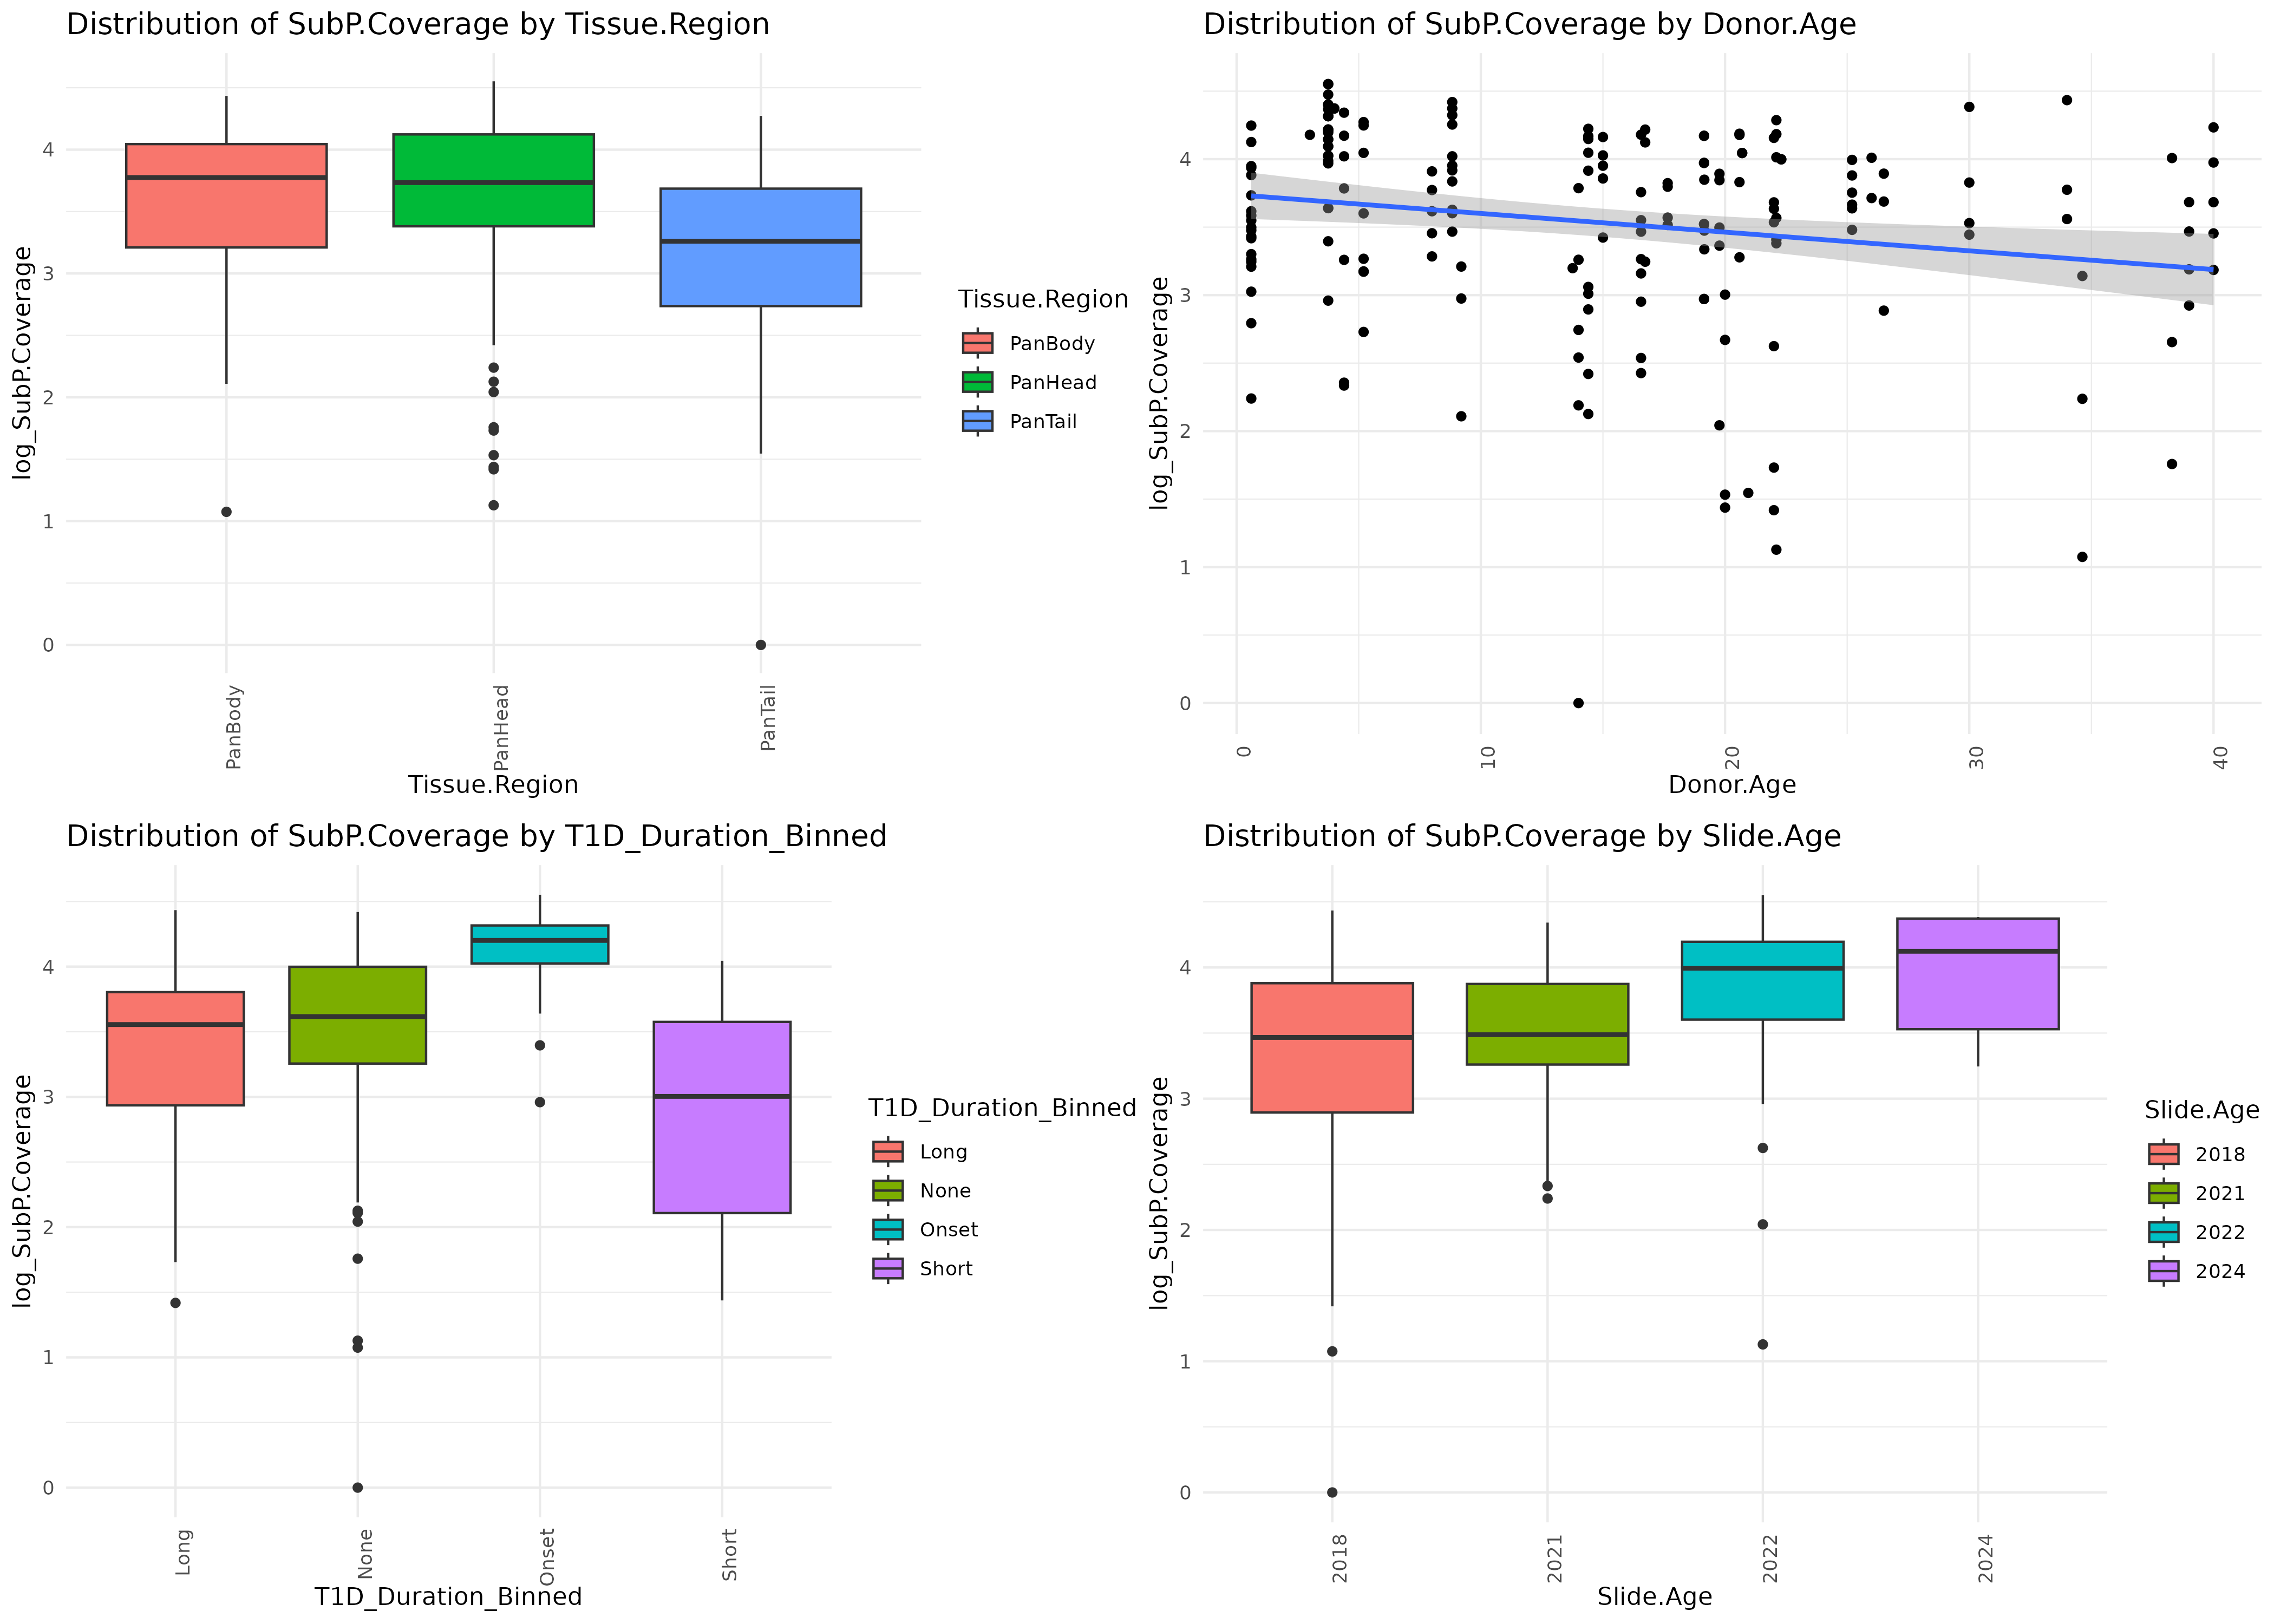 Distribution of SubP.Coverage by Tissue.Region
log_SubP.Coverage
4
3
2
1
0
PanBody
PanHead
PanTail
Tissue.Region
Tissue.Region
PanBody
PanHead
PanTail
Distribution of SubP.Coverage by Donor.Age
log_SubP.Coverage
4
3
2
1
0
0
10
20
30
40
Donor.Age
Distribution of SubP.Coverage by T1D_Duration_Binned
log_SubP.Coverage
4
3
2
1
0
Long
None
Onset
Short
T1D_Duration_Binned
T1D_Duration_Binned
Long
None
Onset
Short
Distribution of SubP.Coverage by Slide.Age
log_SubP.Coverage
4
3
2
1
0
2018
2021
2022
2024
Slide.Age
Slide.Age
2018
2021
2022
2024